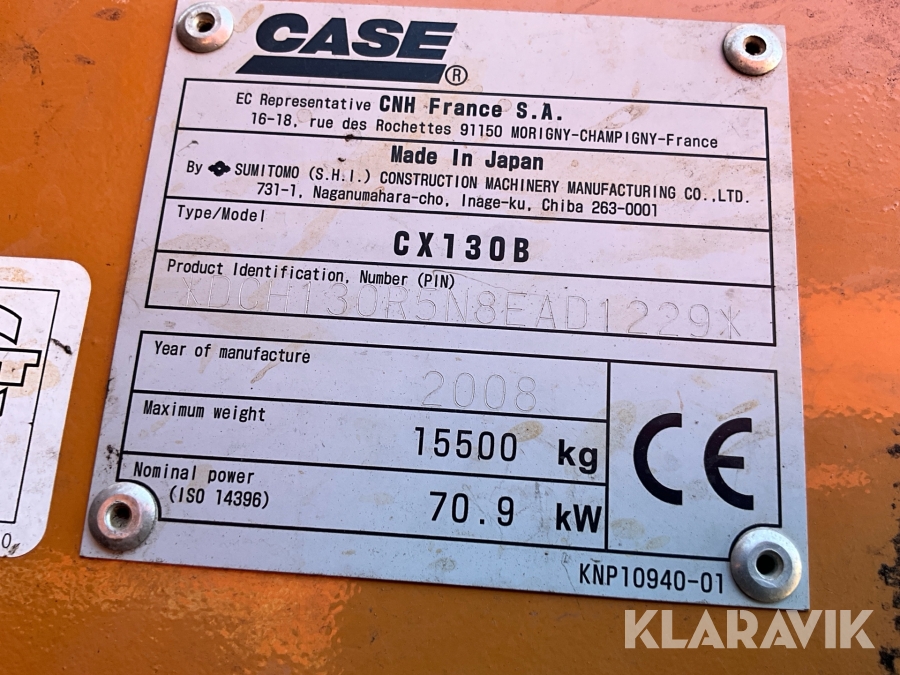 CASE ®
EC Representative CNH France S.A.
16-18, rue des Rochettes 91150 MORIGNY-CHAMPIGNY-France
Made In Japan
By SUMITOMO (S.H.I.) CONSTRUCTION MACHINERY MANUFACTURING CO.,LTD.
731-1, Naganumahara-cho, Inage-ku, Chiba 263-0001
Type/Model
CX130B
Product Identification, Number (PIN)
*DCH130R5N8EAD1229*
Year of manufacture
2008
Maximum weight
15500 kg
Nominal power
(ISO 14396)
70.9 kW
CE
KNP10940-01
KLARAVIK